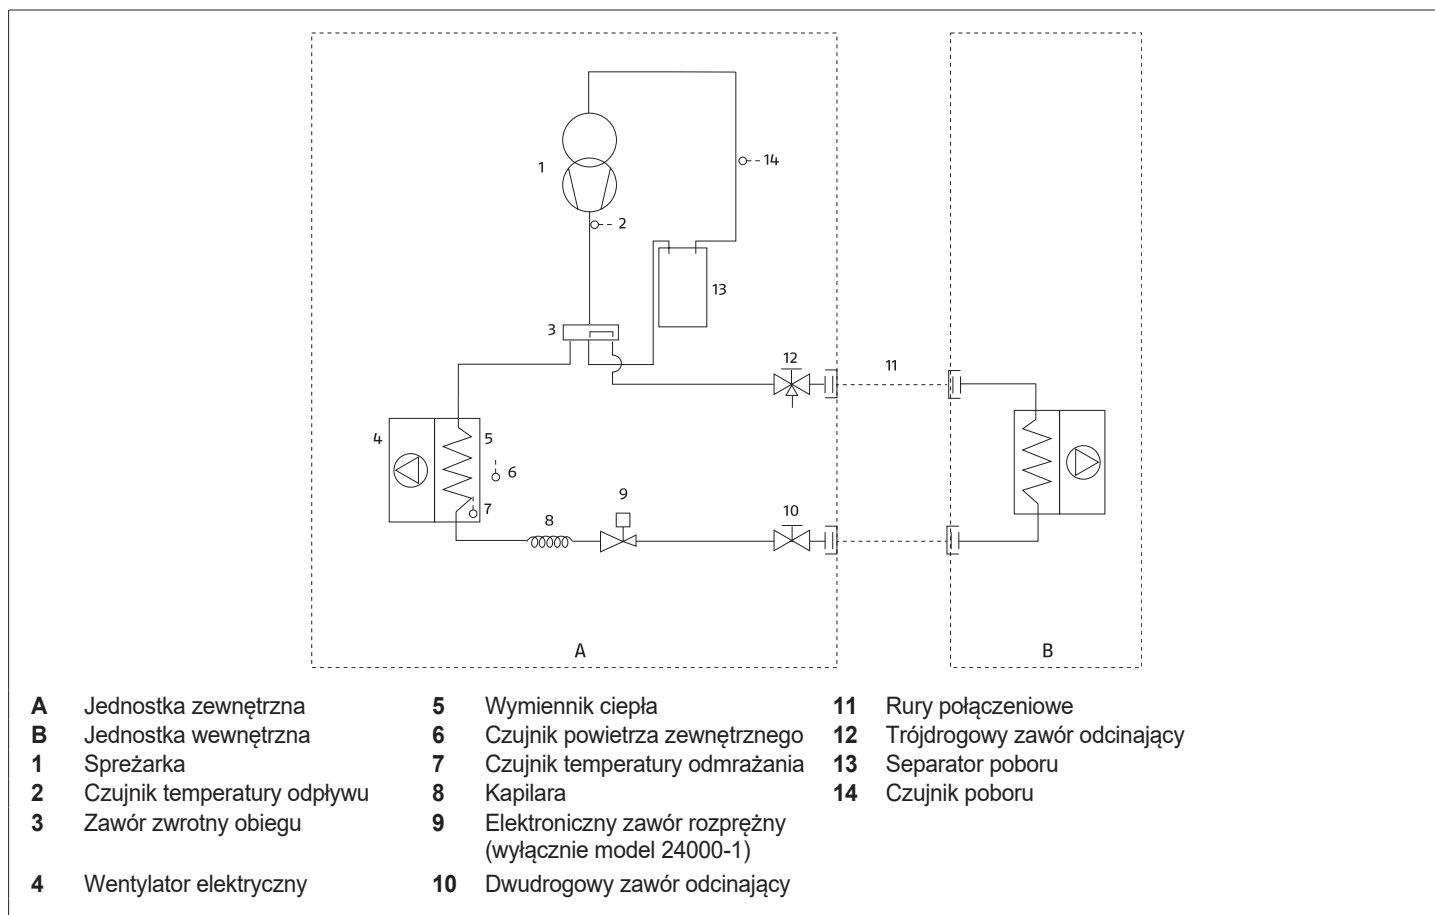 1
14
2
13
3
12
11
4
5
6
9
7
8
10
A
B
A Jednostka zewnętrzna
B Jednostka wewnętrzna
1 Spreżarka
2 Czujnik temperatury odpływu
3 Zawór zwrotny obiegu
4 Wentylator elektryczny
5 Wymiennik ciepła
6 Czujnik powietrza zewnętrznego
7 Czujnik temperatury odmrażania
8 Kapilara
9 Elektroniczny zawór rozprężny
(wyłącznie model 24000-1)
10 Dwudrogowy zawór odcinający
11 Rury połączeniowe
12 Trójdrogowy zawór odcinający
13 Separator poboru
14 Czujnik poboru